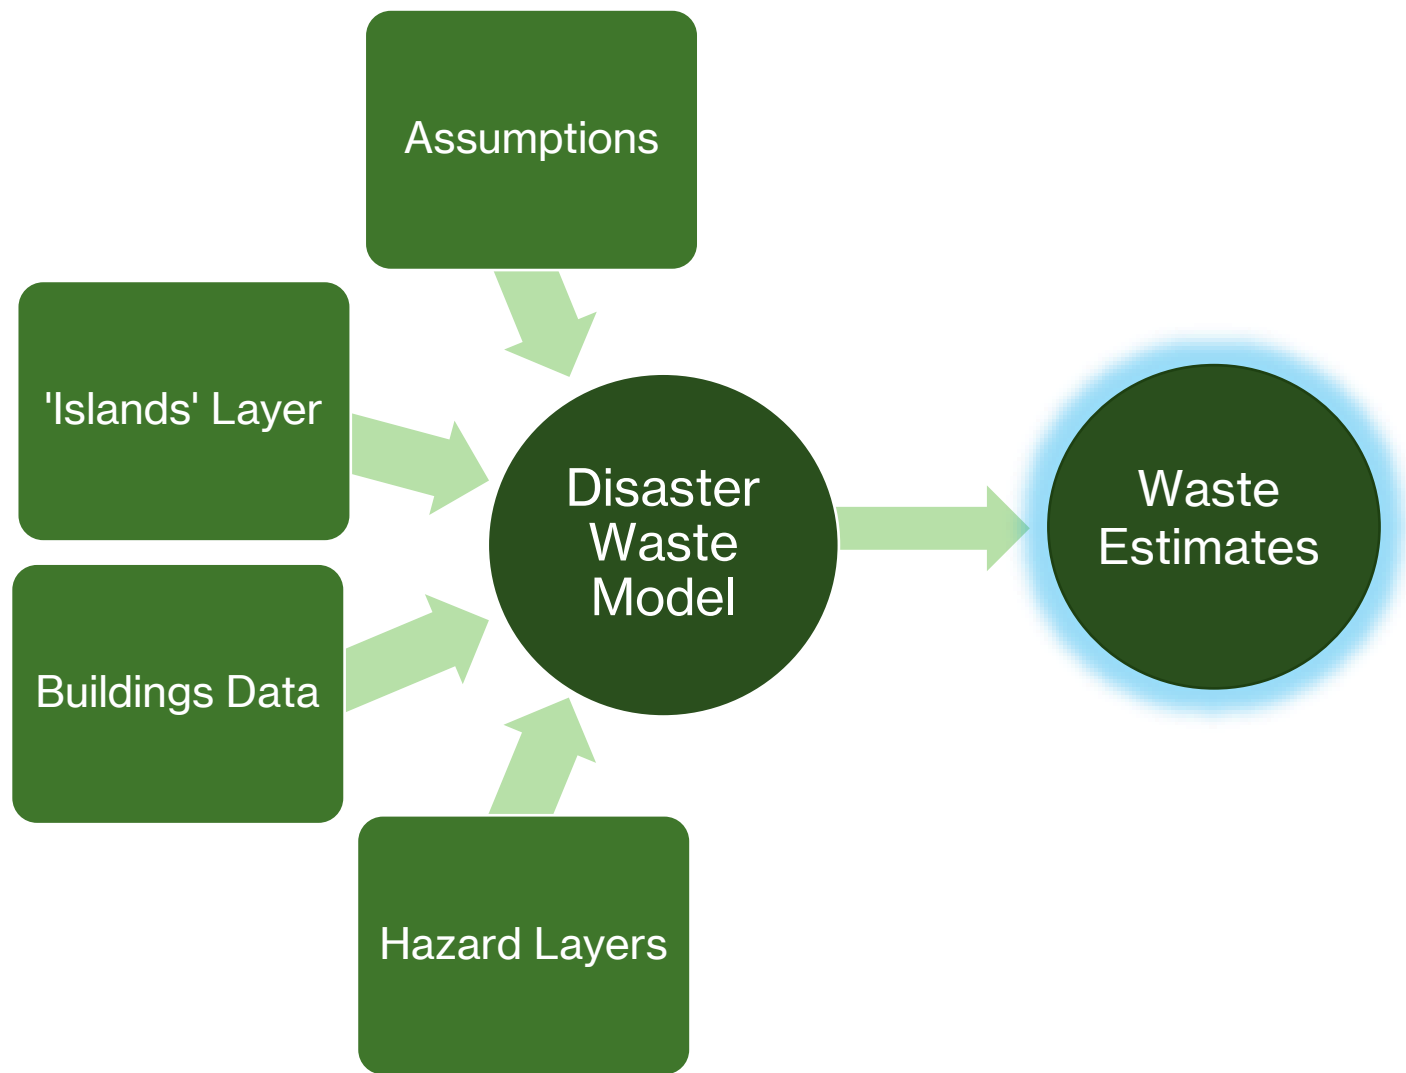 Assumptions
'Islands' Layer
Disaster
Waste
Model
Waste
Estimates
Buildings Data
Hazard Layers